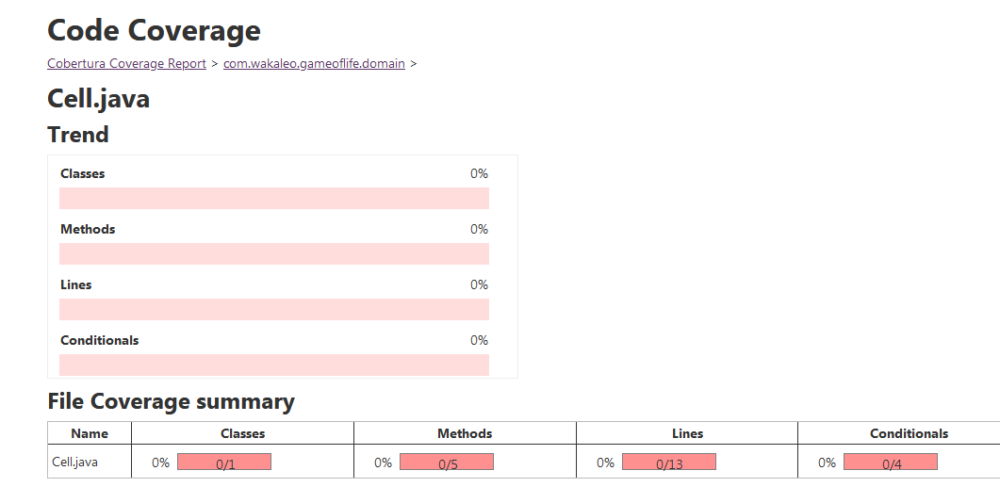 Code Coverage
Cobertura Coverage Report > com.wakaleo.gameoflife.domain >
Cell.java
Trend
Classes 0%
Methods 0%
Lines 0%
Conditionals 0%
File Coverage summary
Name Classes Methods Lines Conditionals
Cell.java 0% 0/1 0% 0/5 0% 0/13 0% 0/4